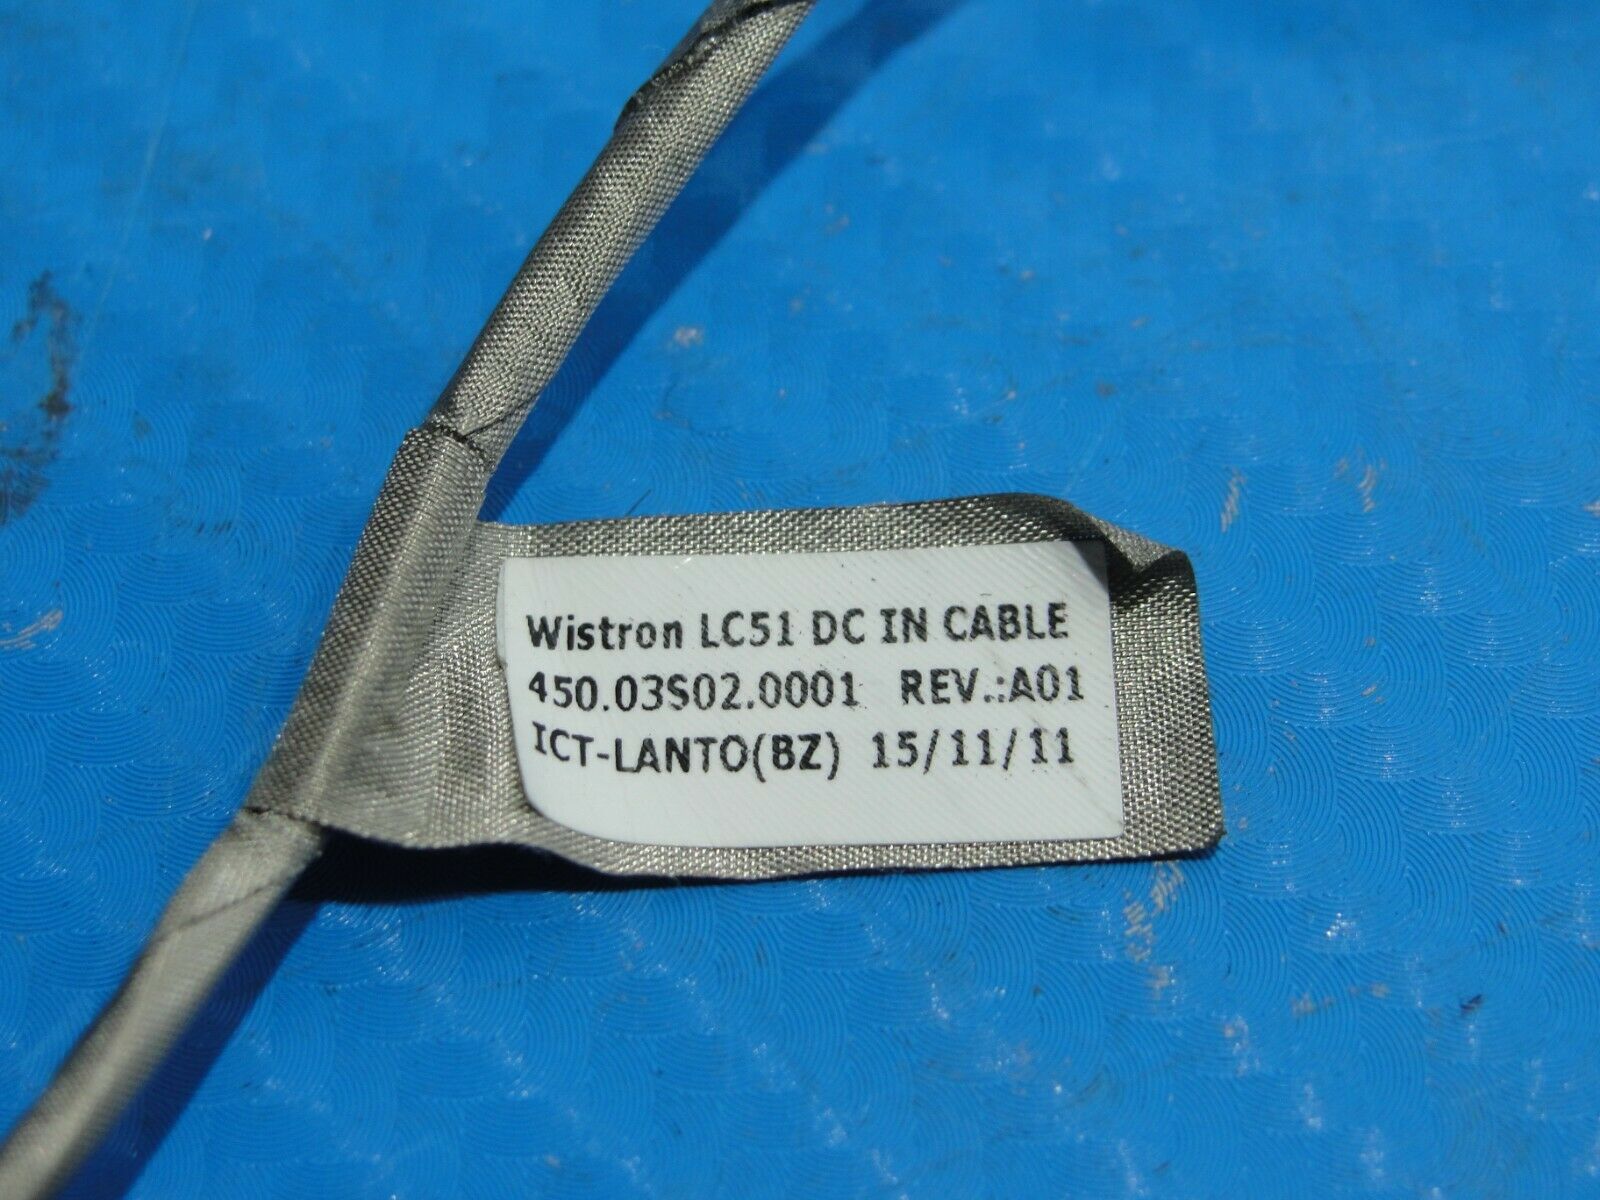 Wistron LC51 DC IN CABLE
450.03S02.0001 REV.:A01
ICT-LANTO(BZ) 15/11/11